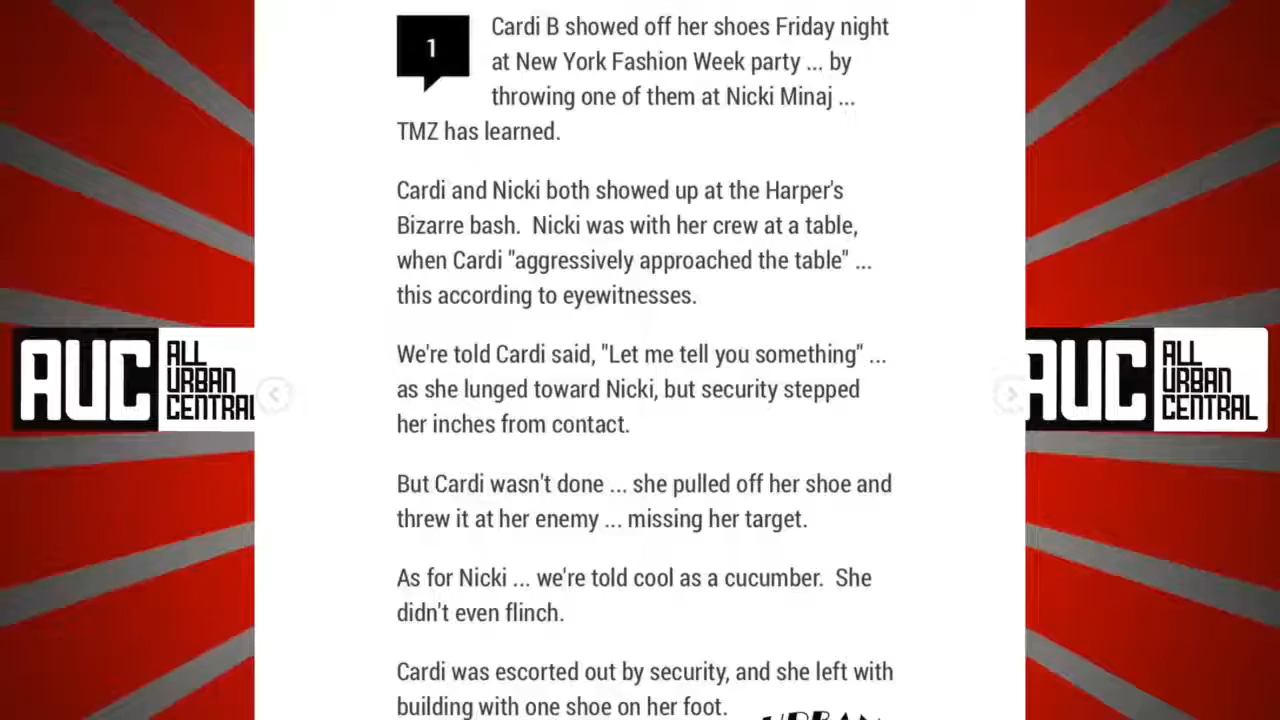 1
Cardi B showed off her shoes Friday night
at New York Fashion Week party ... by
throwing one of them at Nicki Minaj ...
TMZ has learned.
Cardi and Nicki both showed up at the Harper's
Bizarre bash.  Nicki was with her crew at a table,
when Cardi "aggressively approached the table" ...
this according to eyewitnesses.
We're told Cardi said, "Let me tell you something" ...
as she lunged toward Nicki, but security stepped
her inches from contact.
But Cardi wasn't done ... she pulled off her shoe and
threw it at her enemy ... missing her target.
As for Nicki ... we're told cool as a cucumber.  She
didn't even flinch.
Cardi was escorted out by security, and she left with
building with one shoe on her foot.
URBAN
AUC
ALL
URBAN
CENTRAL
AUC
ALL
URBAN
CENTRAL